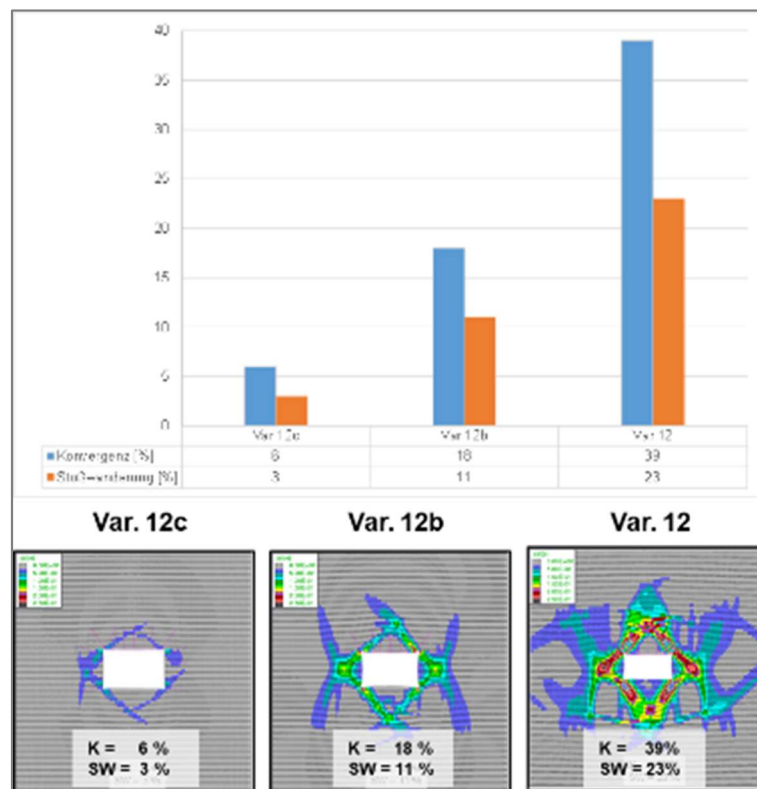 40
35
30
25
20
15
10
5
0
Var 12c Var 12b Var 12
Konvergenz [%] 6 18 39
Stoßwanderung [%] 3 11 23
Var. 12c Var. 12b Var. 12
K = 6 % K = 18 % K = 39%
SW = 3 % SW = 11 % SW = 23%